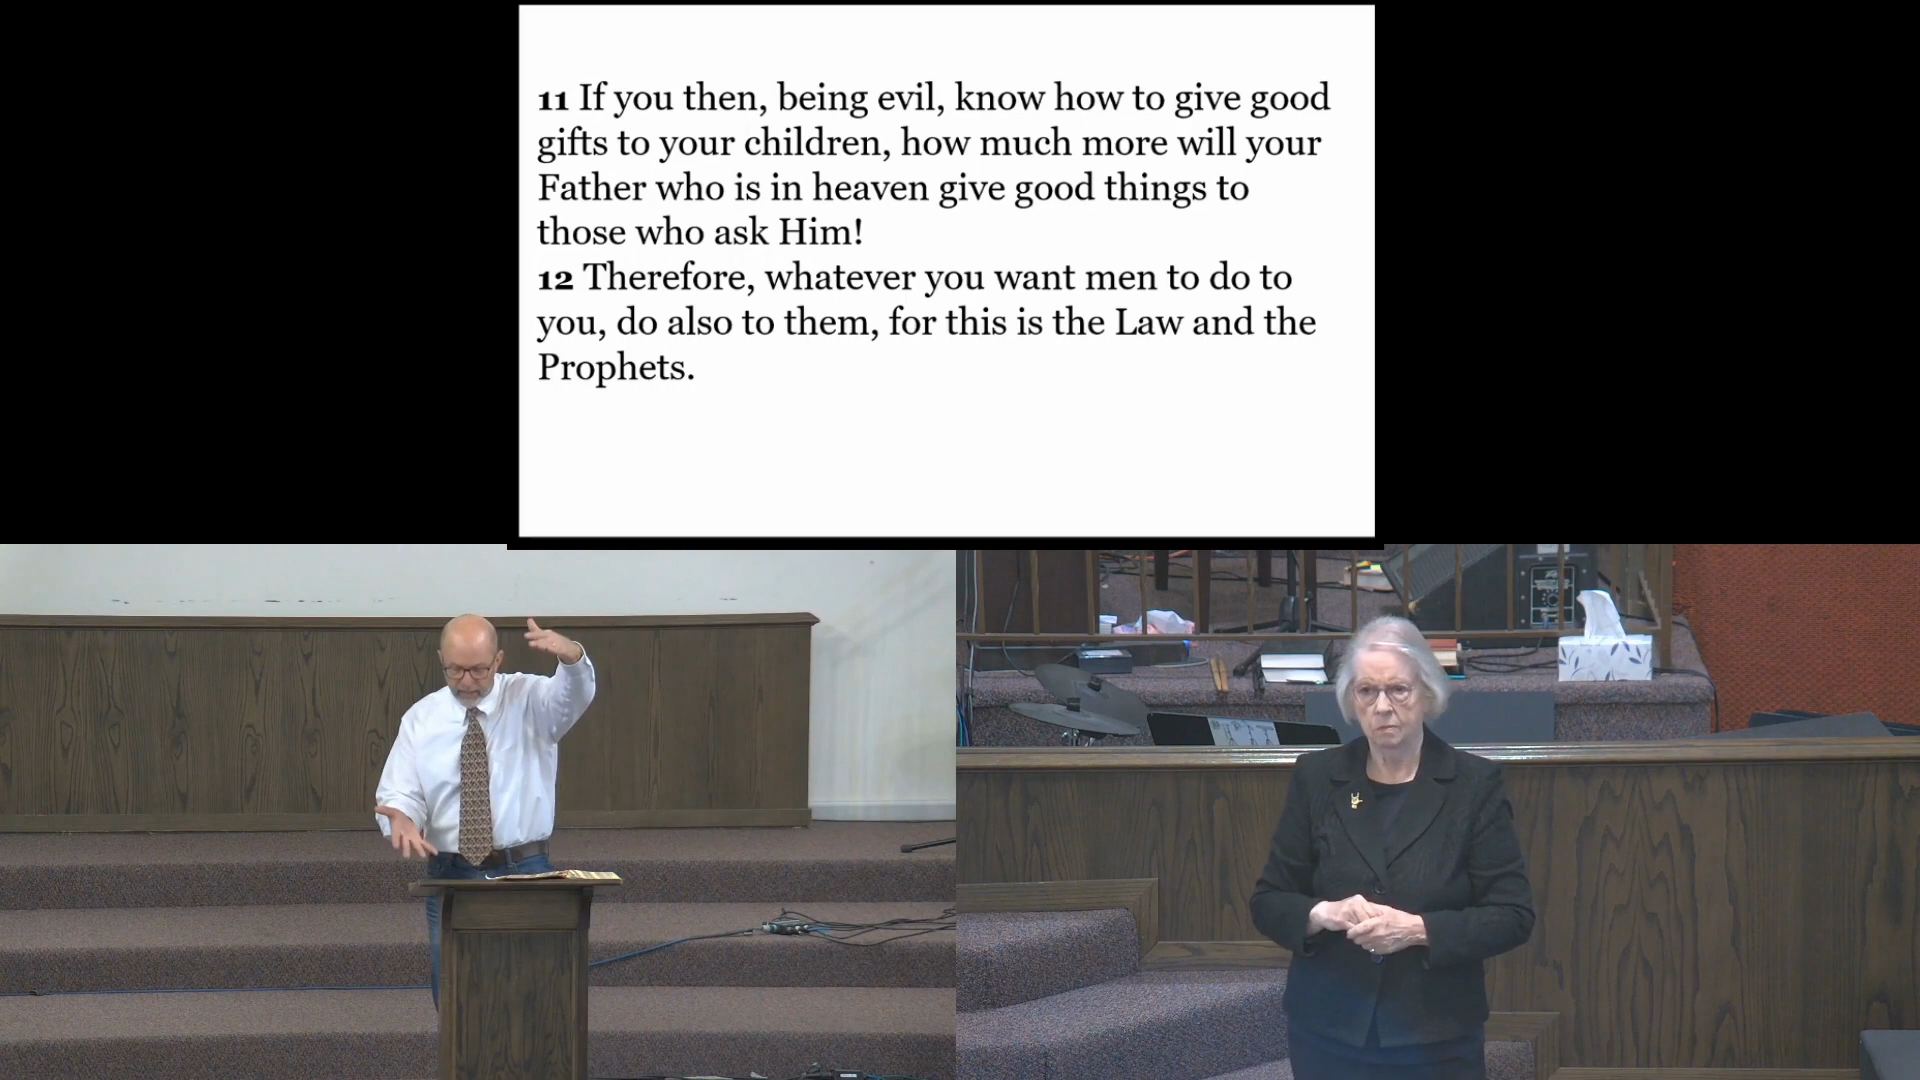 11 If you then, being evil, know how to give good
gifts to your children, how much more will your
Father who is in heaven give good things to
those who ask Him!
12 Therefore, whatever you want men to do to
you, do also to them, for this is the Law and the
Prophets.